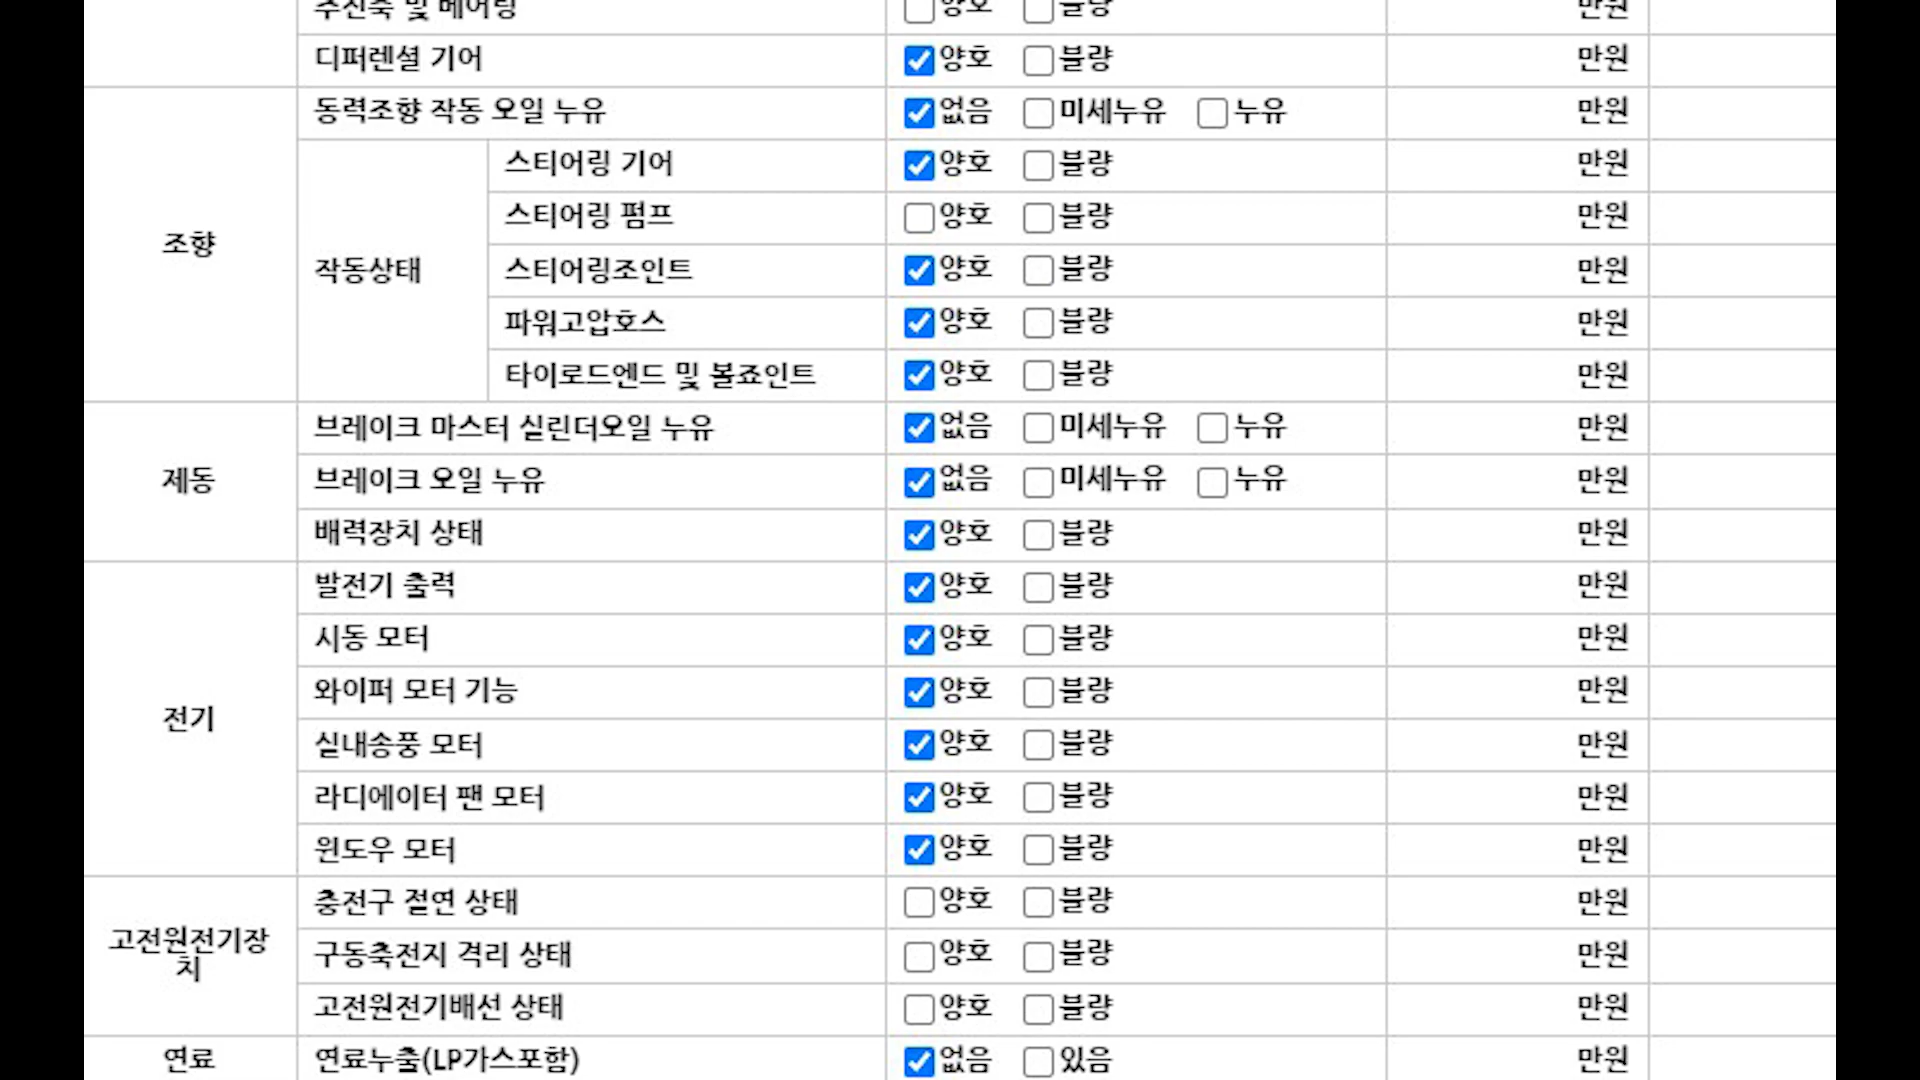 추진축 및 베어링 양호 불량 만원
디퍼렌셜 기어 양호 불량 만원
동력조향 작동 오일 누유 없음 미세누유 누유 만원
스티어링 기어 양호 불량 만원
스티어링 펌프 양호 불량 만원
조향
작동상태
스티어링조인트 양호 불량 만원
파워고압호스 양호 불량 만원
타이로드엔드 및 볼죠인트 양호 불량 만원
브레이크 마스터 실린더오일 누유 없음 미세누유 누유 만원
제동 브레이크 오일 누유 없음 미세누유 누유 만원
배력장치 상태 양호 불량 만원
발전기 출력 양호 불량 만원
시동 모터 양호 불량 만원
와이퍼 모터 기능 양호 불량 만원
전기
실내송풍 모터 양호 불량 만원
라디에이터 팬 모터 양호 불량 만원
윈도우 모터 양호 불량 만원
충전구 절연 상태 양호 불량 만원
고전원전기장
치
구동축전지 격리 상태 양호 불량 만원
고전원전기배선 상태 양호 불량 만원
연료 연료누출(LP가스포함) 없음 있음 만원